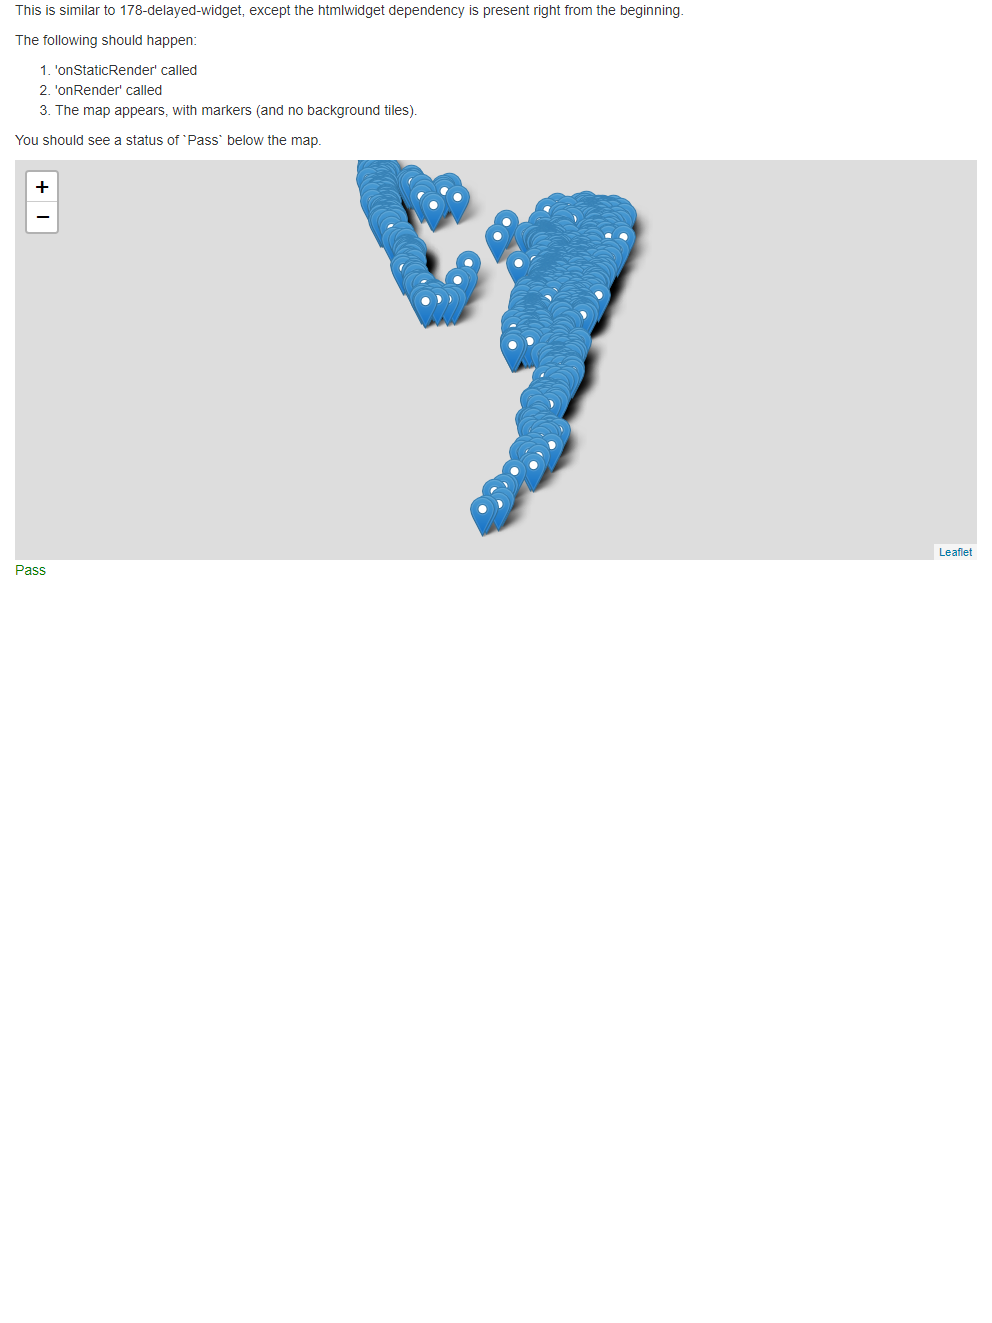 This is similar to 178-delayed-widget, except the htmlwidget dependency is present right from the beginning.
The following should happen:
1. 'onStaticRender' called
2. 'onRender' called
3. The map appears, with markers (and no background tiles).
You should see a status of `Pass` below the map.
+
−
Leaflet
Pass